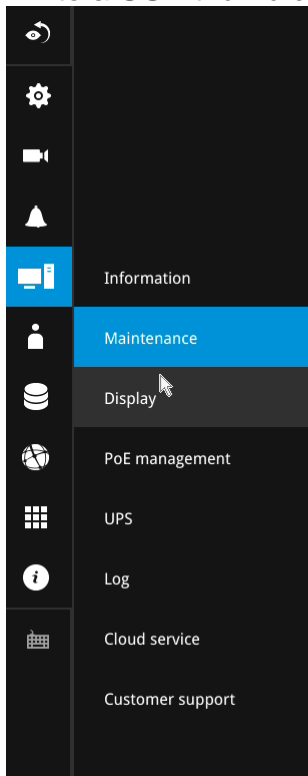 Information
Maintenance
Display
PoE management
UPS
Log
Cloud service
Customer support